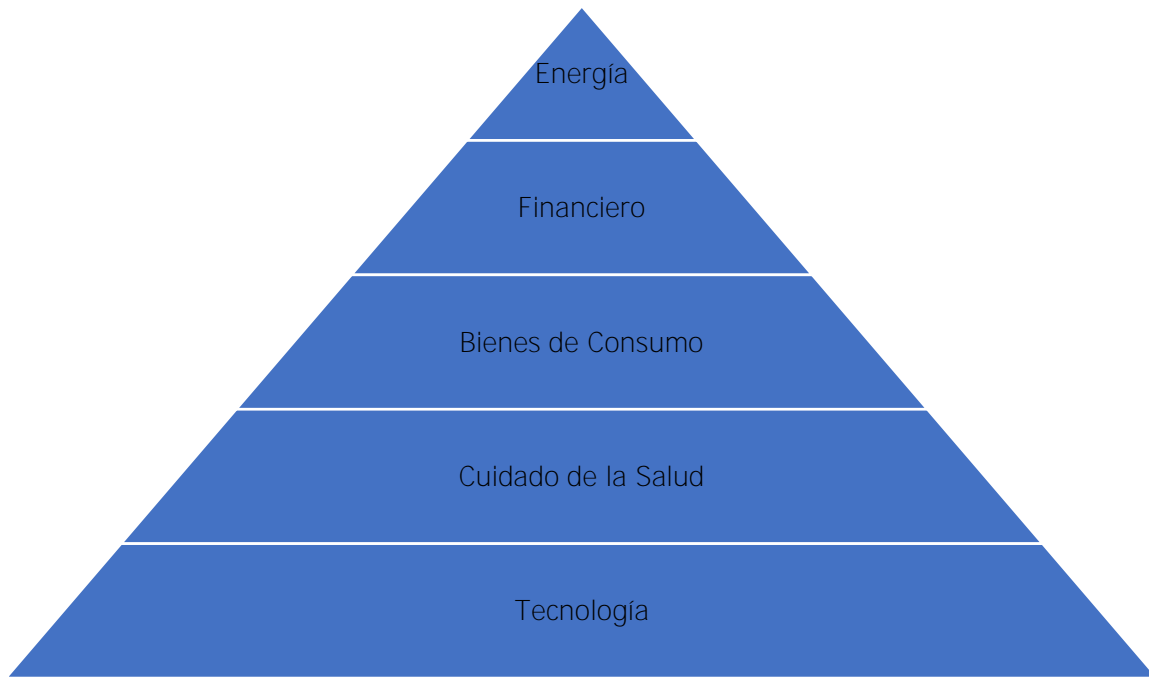 Energía
Financiero
Bienes de Consumo
Cuidado de la Salud
Tecnología